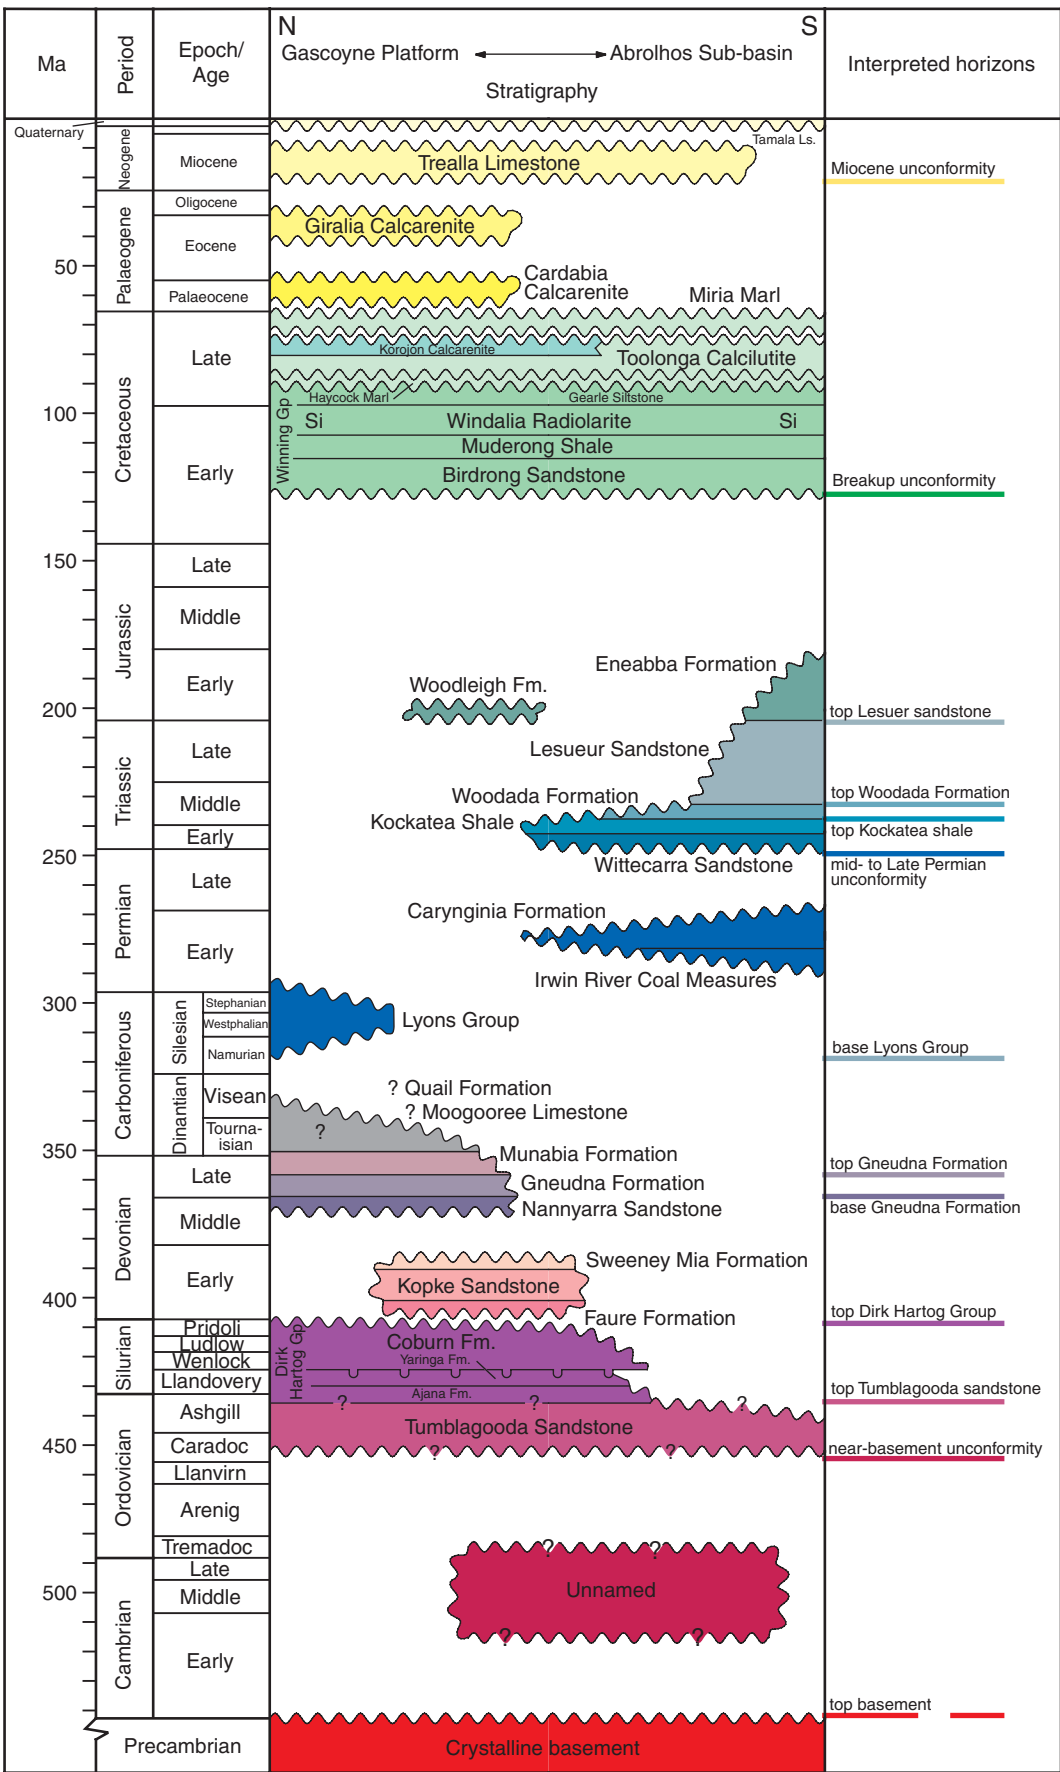 N S
Ma Period Epoch/ Age Gascoyne Platform Abrolhos Sub-basin Interpreted horizons
Stratigraphy
Quaternary
Tamala Ls.
Neogene
Miocene
Trealla Limestone
Miocene unconformity
Palaeogene
Oligocene
Eocene
Giralia Calcarenite
50
Palaeocene
Cardabia
Calcarenite
Miria Marl
Cretaceous
Late
Korojon Calcarenite
Toolonga Calcilutite
Haycock Marl
Gearle Siltstone
100
Winning Gp
Si Windalia Radiolarite Si
Muderong Shale
Early
Birdrong Sandstone
Breakup unconformity
150
Jurassic
Late
Middle
Early
Eneabba Formation
Woodleigh Fm.
200
top Lesuer sandstone
Triassic
Late
Lesueur Sandstone
Middle
Woodada Formation
top Woodada Formation
Early
Kockatea Shale
top Kockatea shale
250
Wittecarra Sandstone
mid- to Late Permian
unconformity
Permian
Late
Carynginia Formation
Early
Irwin River Coal Measures
300
Carboniferous
Silesian
Stephanian
Westphalian
Namurian
Lyons Group
base Lyons Group
Dinantian
Visean
Tourna-
isian
? Quail Formation
? Moogooree Limestone
?
350
Munabia Formation
Devonian
Late
Gneudna Formation
top Gneudna Formation
Nannyarra Sandstone
base Gneudna Formation
Middle
Early
Sweeney Mia Formation
Kopke Sandstone
400
Faure Formation
top Dirk Hartog Group
Silurian
Pridoli
Ludlow
Wenlock
Llandovery
Dirk
Hartog Gp
Coburn Fm.
Yaringa Fm.
Ajana Fm.
top Tumblagooda sandstone
? ? ?
Ordovician
Ashgill
Tumblagooda Sandstone
450
Caradoc
? ?
near-basement unconformity
Llanvirn
Arenig
Tremadoc
? ?
Cambrian
Late
500
Middle
Unnamed
? ?
Early
top basement
Precambrian
Crystalline basement